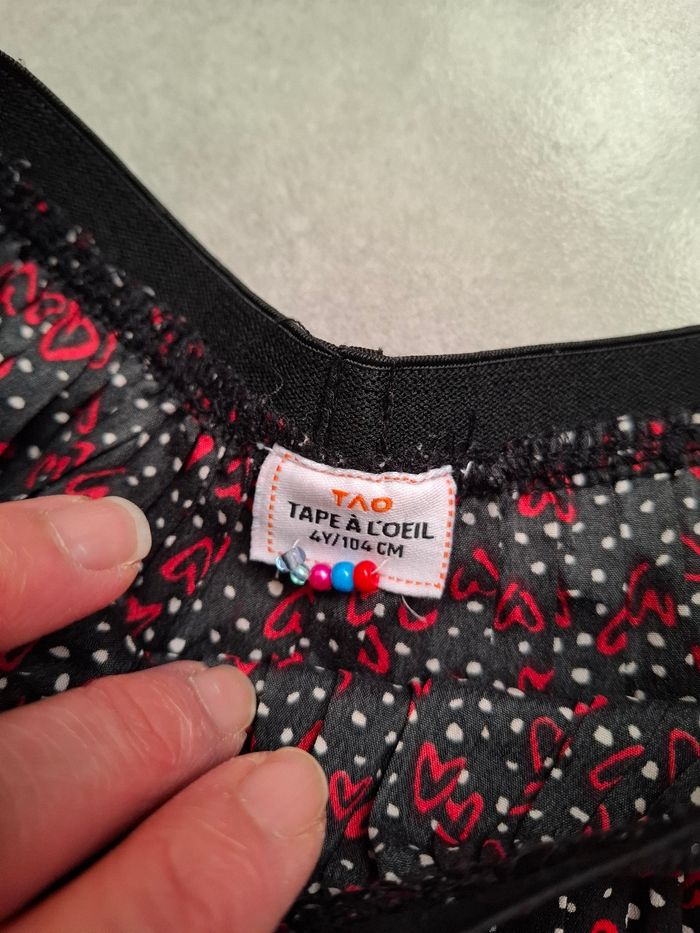 TAO
TAPE À L'OEIL
4Y/104 CM